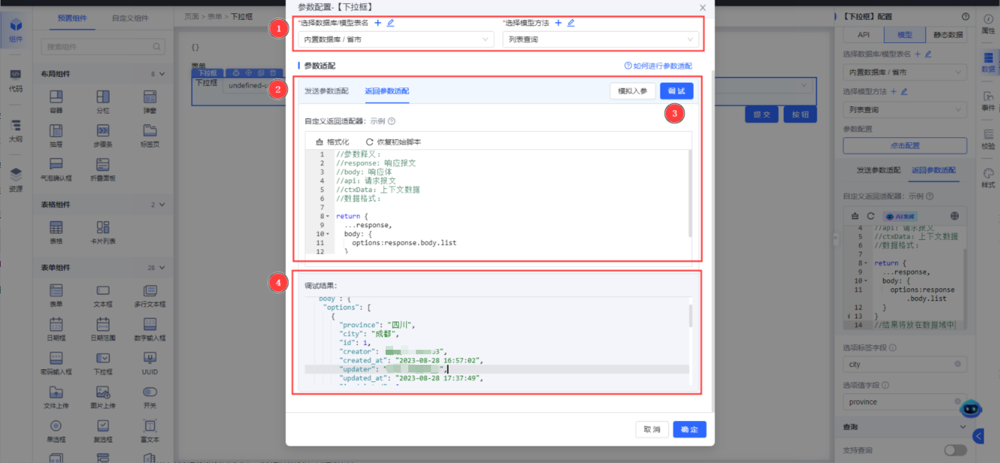 参数配置-【下拉框】
预置组件
自定义组件
页面 > 表单 > 下拉框
【下拉框】配置
组件
搜索组件
代码
大纲
资源
布局组件
8
容器
分栏
弹窗
抽屉
步骤条
标签页
气泡确认框
折叠面板
表格组件
2
表格
卡片列表
表单组件
28
表单
文本框
多行文本框
日期框
日期范围
数字输入框
密码输入框
下拉框
UUID
文件上传
图片上传
开关
单选框
复选框
富文本
{}
表单
下拉框
下拉框
undefined-u
提交
按钮
1
*选择数据库/模型表名
*选择模型方法
内置数据库 / 省市
列表查询
参数适配
如何进行参数适配
2
发送参数适配
返回参数适配
模拟入参
调试
3
自定义返回适配器：示例
格式化
恢复初始脚本
1 //参数释义：
2 //response: 响应报文
3 //body: 响应体
4 //api: 请求报文
5 //ctxData: 上下文数据
6 //数据格式：
7
8 return {
9 ...response,
10 body: {
11 options:response.body.list
12 }
4
调试结果：
body": {
"options": [
{
"province": "四川",
"city": "成都",
"id": 1,
"creator": 3",
"created_at": "2023-08-28 16:57:02",
"updater": "",
"updated_at": "2023-08-28 17:37:49",
取消
确定
API
模型
静态数据
选择数据库/模型表名
内置数据库 / 省市
选择模型方法
列表查询
参数配置
点击配置
发送参数适配
返回参数适配
自定义返回适配器：示例
AI生成
4 //api: 请求报文
5 //ctxData: 上下文数据
6 //数据格式：
7
8 return {
9 ...response,
10 body: {
11 options:response
.body.list
12 }
i 13 }
14 //结果将放在数据域中
选项标签字段
city
选项值字段
province
查询
支持查询
属性
数据
事件
校验
样式